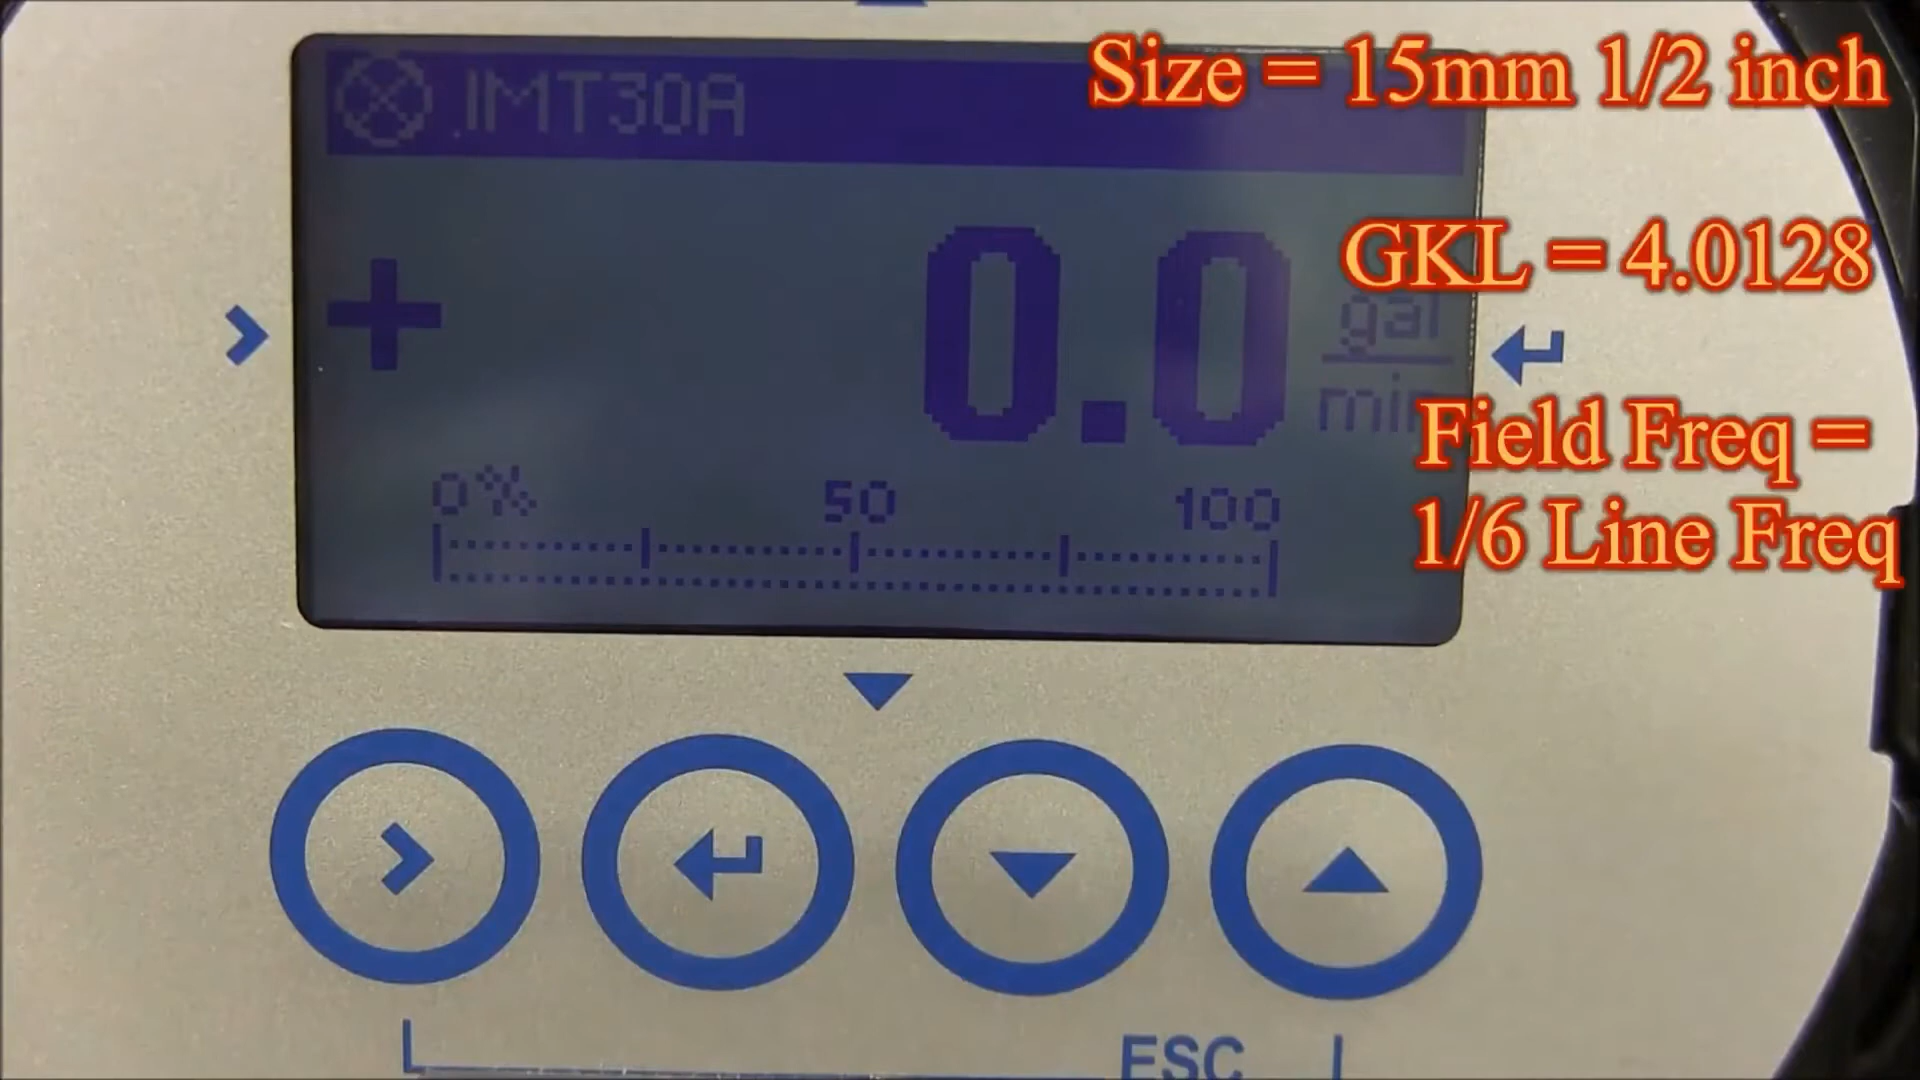 Size = 15mm 1/2 inch
IMT30A
GKL = 4.0128
+ 0.0 gal
min
Field Freq =
1/6 Line Freq
0% 50 100
ESC